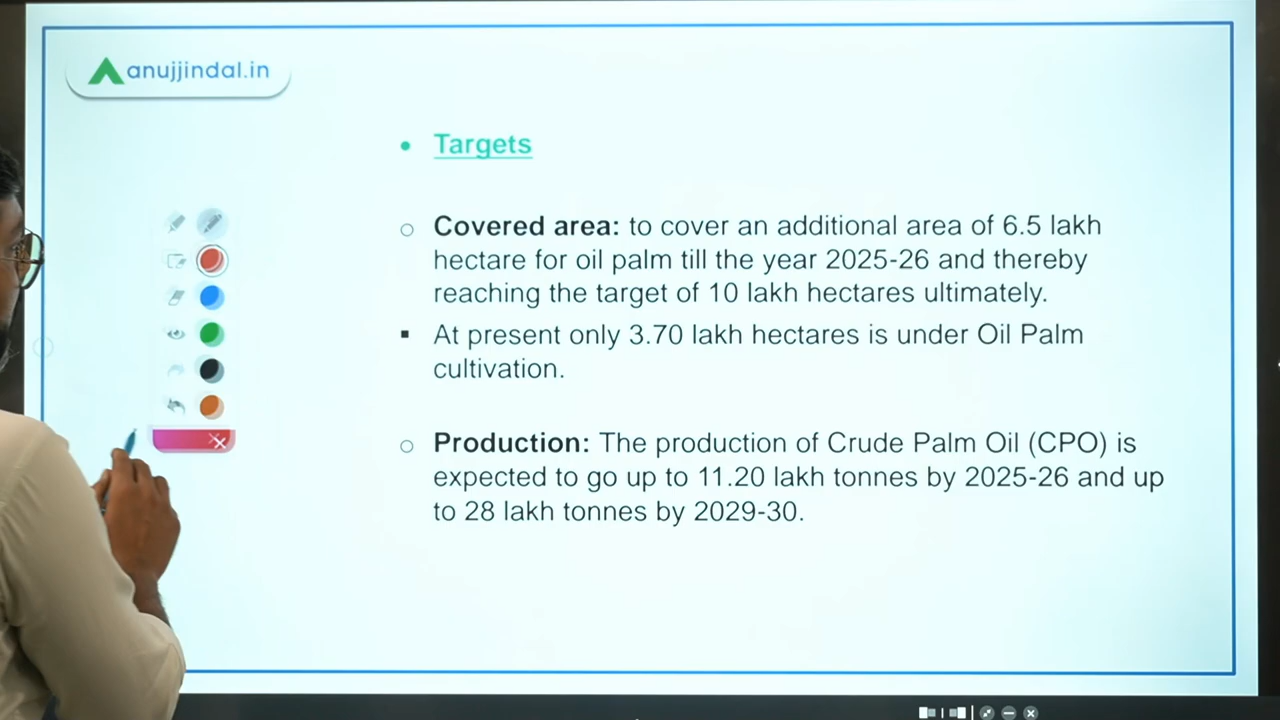 anujjindal.in
• Targets
○ Covered area: to cover an additional area of 6.5 lakh
hectare for oil palm till the year 2025-26 and thereby
reaching the target of 10 lakh hectares ultimately.
▪ At present only 3.70 lakh hectares is under Oil Palm
cultivation.
○ Production: The production of Crude Palm Oil (CPO) is
expected to go up to 11.20 lakh tonnes by 2025-26 and up
to 28 lakh tonnes by 2029-30.